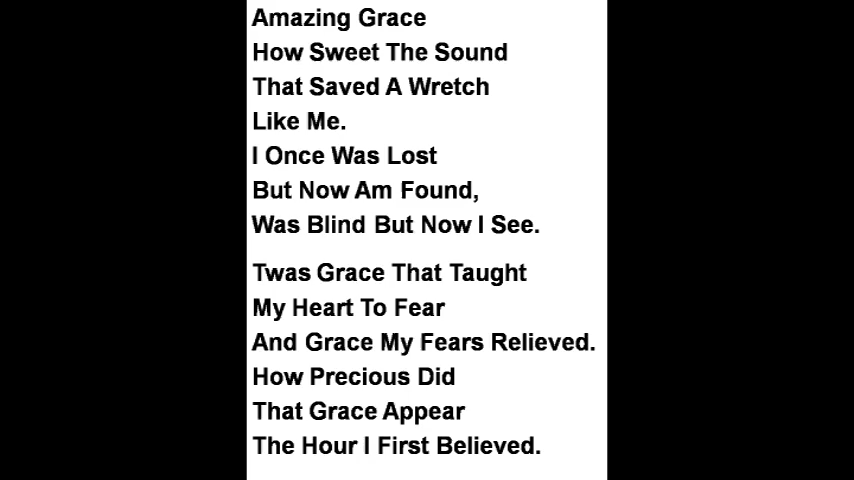 Amazing Grace
How Sweet The Sound
That Saved A Wretch
Like Me.
I Once Was Lost
But Now Am Found,
Was Blind But Now I See.
Twas Grace That Taught
My Heart To Fear
And Grace My Fears Relieved.
How Precious Did
That Grace Appear
The Hour I First Believed.